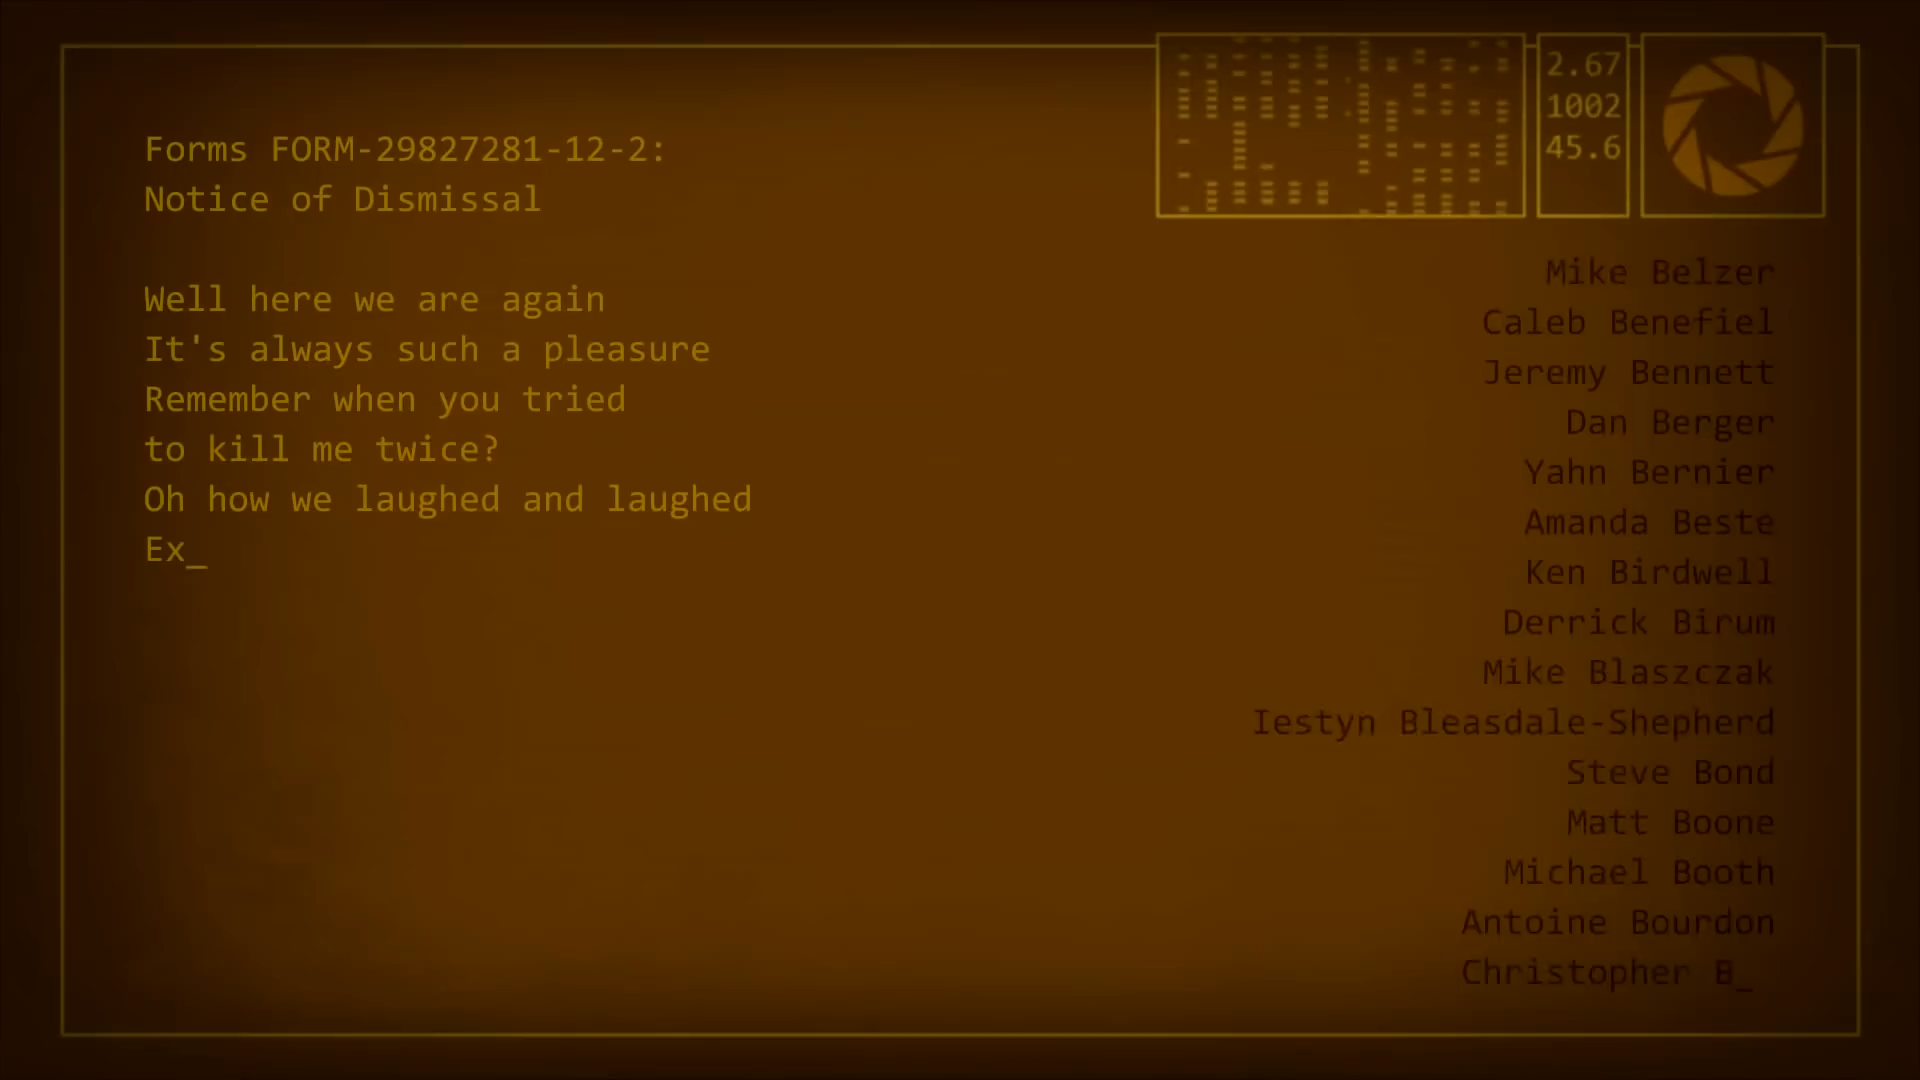 Forms FORM-29827281-12-2:
Notice of Dismissal
Well here we are again
It's always such a pleasure
Remember when you tried
to kill me twice?
Oh how we laughed and laughed
Ex_
2.67
1002
45.6
Mike Belzer
Caleb Benefiel
Jeremy Bennett
Dan Berger
Yahn Bernier
Amanda Beste
Ken Birdwell
Derrick Birum
Mike Blaszczak
Iestyn Bleasdale-Shepherd
Steve Bond
Matt Boone
Michael Booth
Antoine Bourdon
Christopher B_